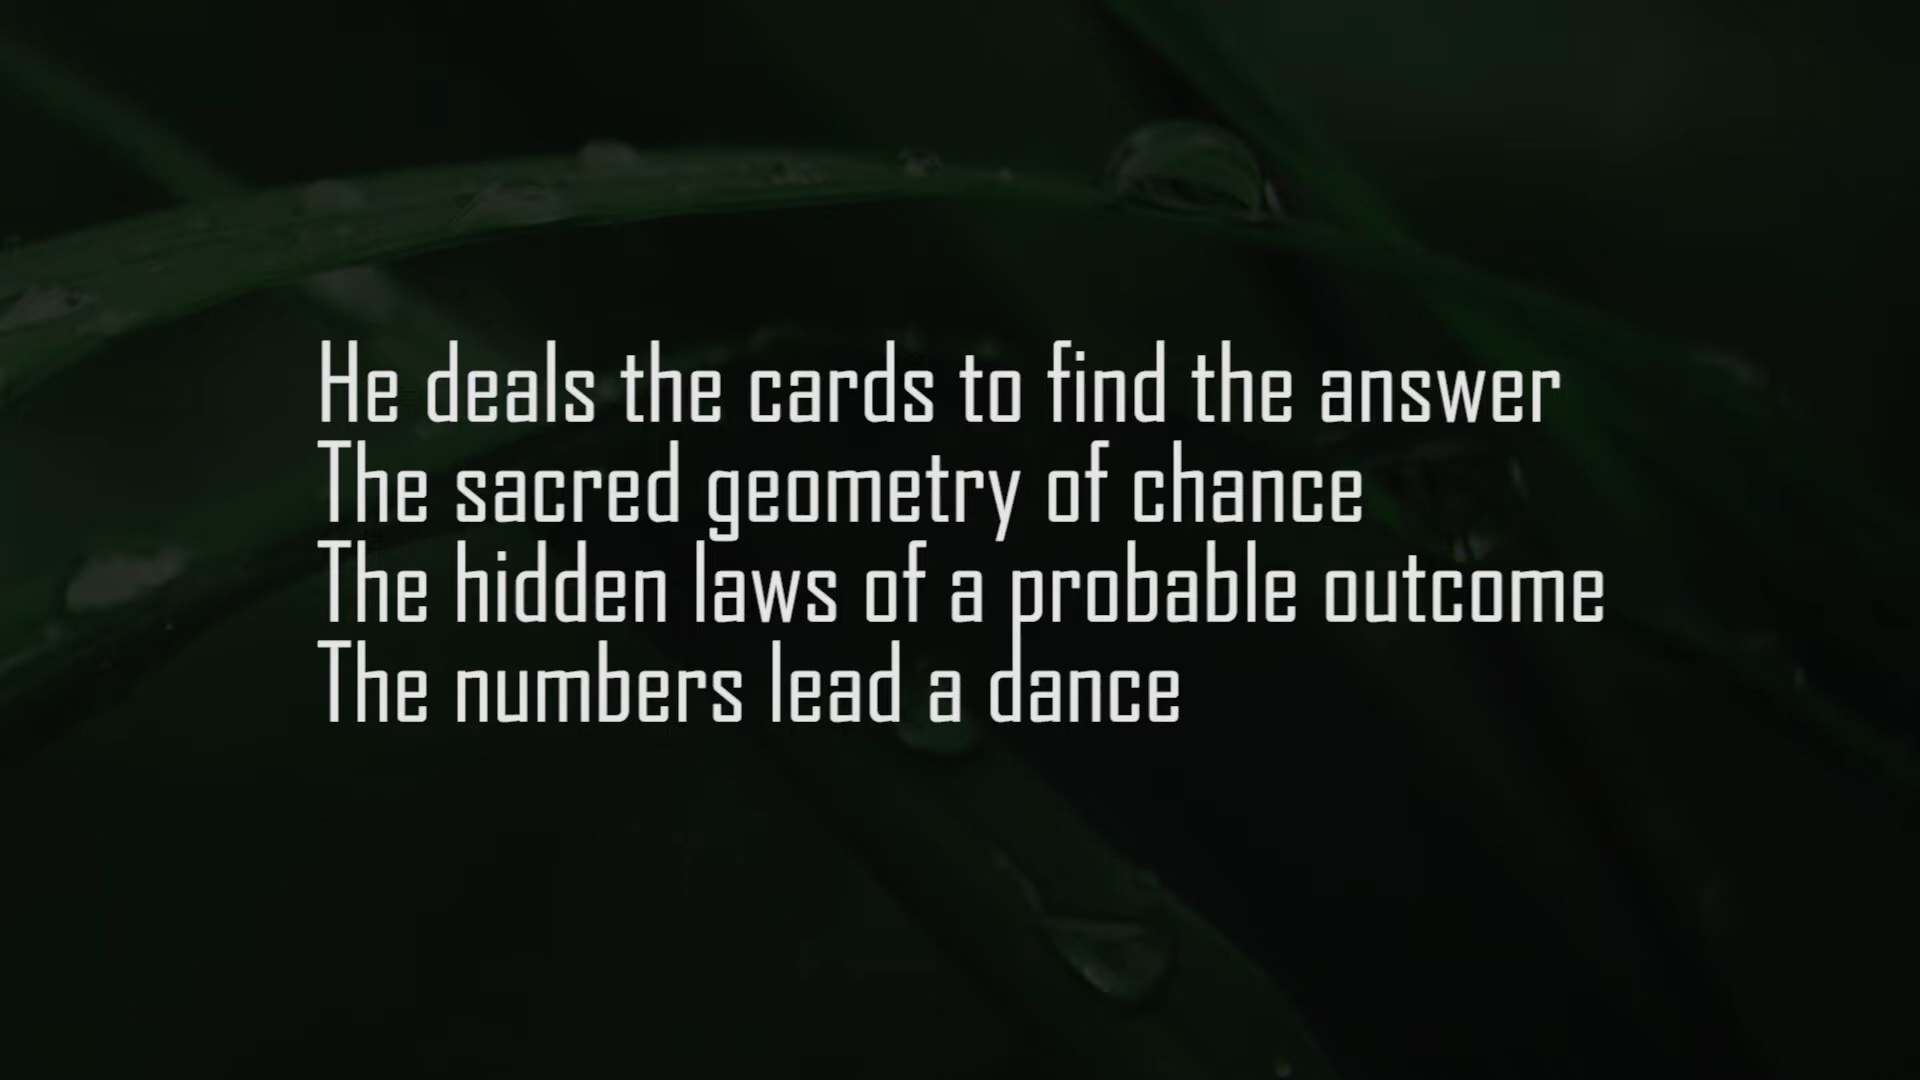 He deals the cards to find the answer
The sacred geometry of chance
The hidden laws of a probable outcome
The numbers lead a dance